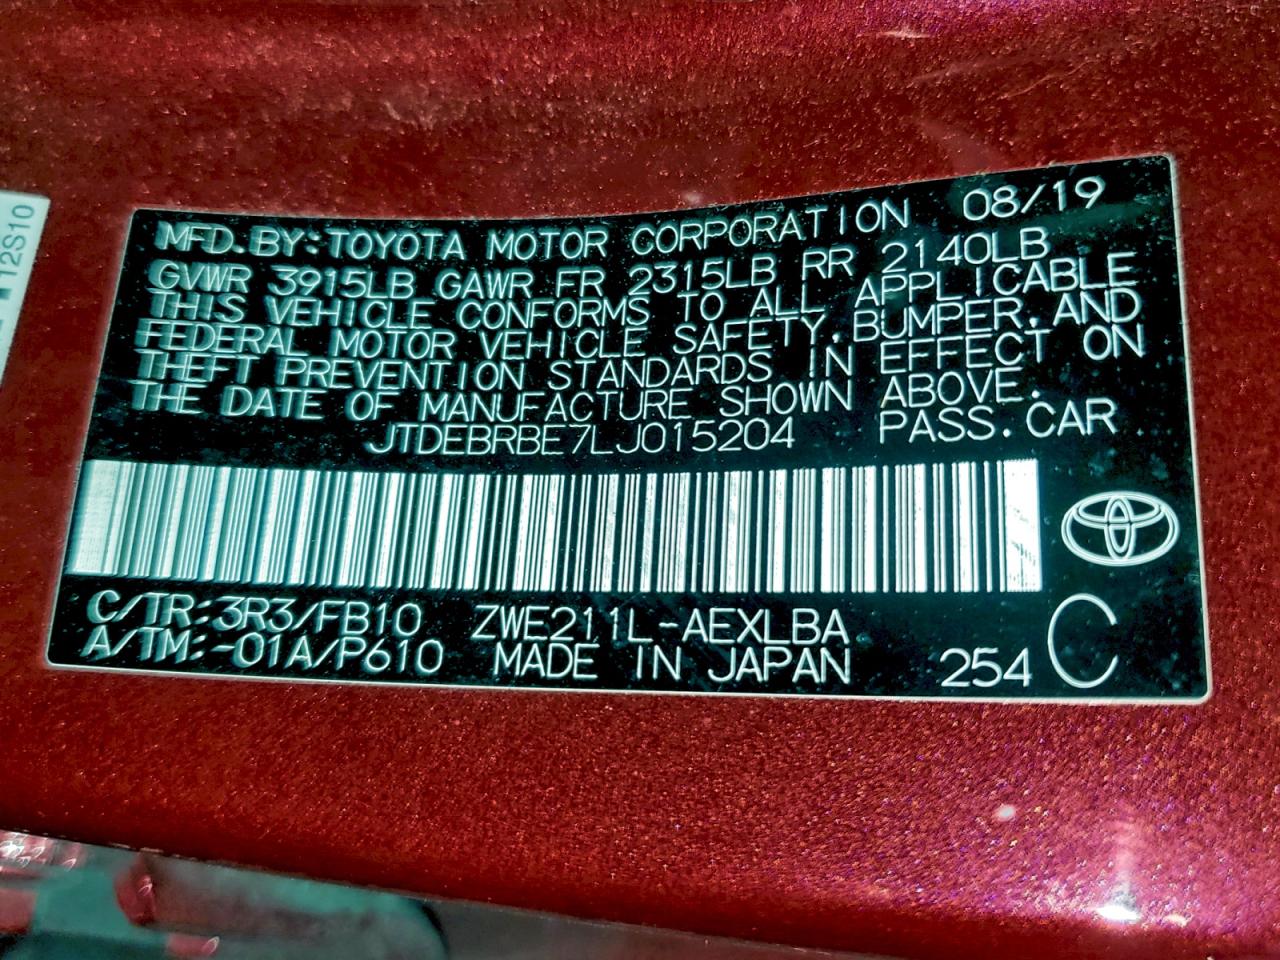 12S10
MFD. BY: TOYOTA MOTOR CORPORATION 08/19
GVWR 3915LB GAWR FR 2315LB RR 2140LB
THIS VEHICLE CONFORMS TO ALL APPLICABLE
FEDERAL MOTOR VEHICLE SAFETY, BUMPER, AND
THEFT PREVENTION STANDARDS IN EFFECT ON
THE DATE OF MANUFACTURE SHOWN ABOVE.
JTDEBRBE7LJ015204 PASS. CAR
C/TR: 3R3/FB10 ZWE211L-AEXLBA
A/TM: -01A/P610 MADE IN JAPAN 254 C